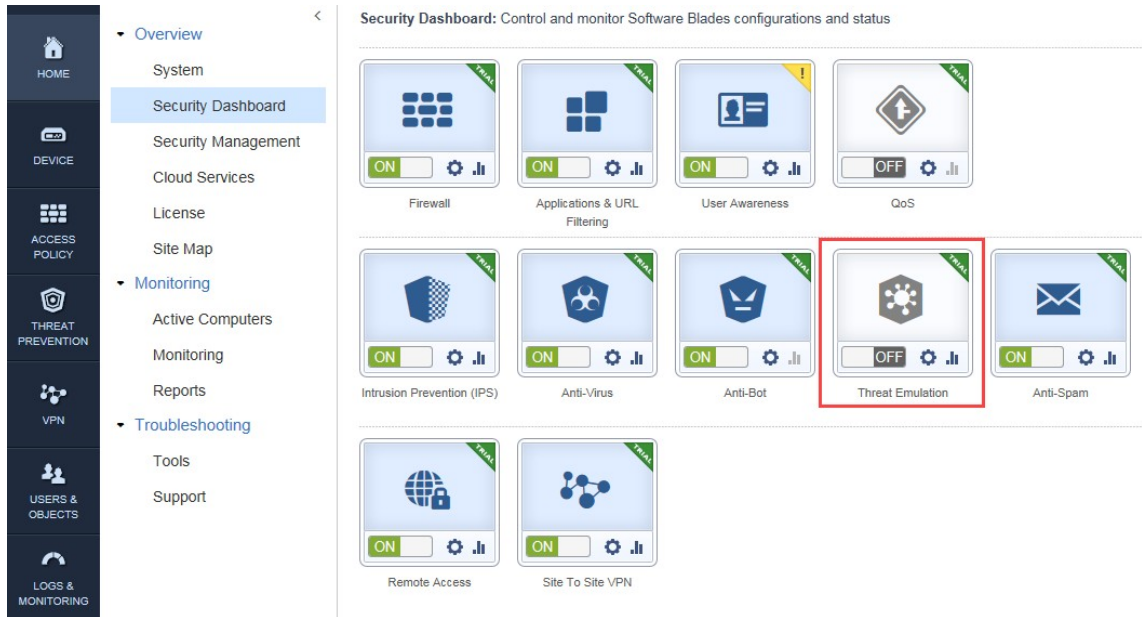 HOME
DEVICE
ACCESS
POLICY
THREAT
PREVENTION
VPN
USERS &
OBJECTS
LOGS &
MONITORING
<
Overview
System
Security Dashboard
Security Management
Cloud Services
License
Site Map
Monitoring
Active Computers
Monitoring
Reports
Troubleshooting
Tools
Support
Security Dashboard: Control and monitor Software Blades configurations and status
TRIAL
ON
Firewall
TRIAL
ON
Applications & URL
Filtering
!
ON
User Awareness
TRIAL
OFF
QoS
TRIAL
ON
Intrusion Prevention (IPS)
TRIAL
ON
Anti-Virus
TRIAL
ON
Anti-Bot
TRIAL
OFF
Threat Emulation
TRIAL
ON
Anti-Spam
TRIAL
ON
Remote Access
TRIAL
ON
Site To Site VPN